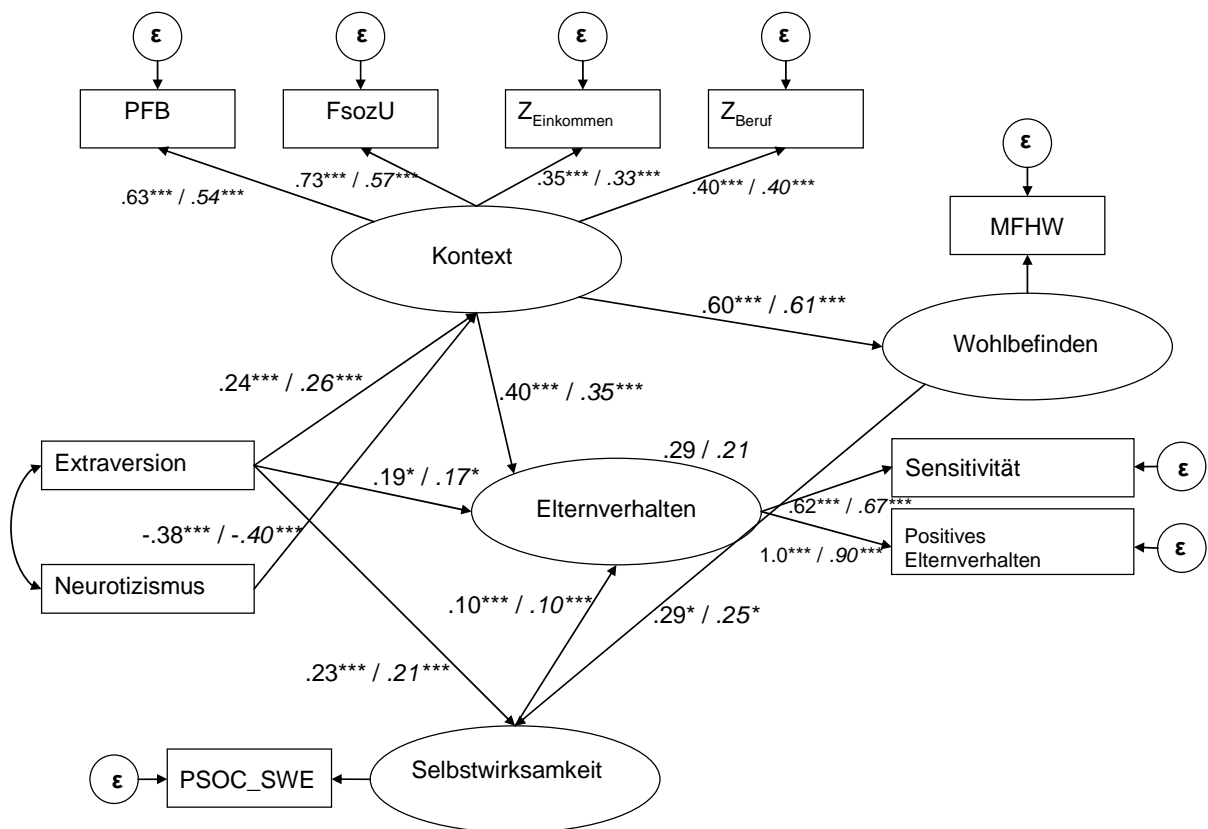 ε
ε
ε
ε
PFB
FsozU
Z Einkommen
Z Beruf
ε
.63*** / .54***
.73*** / .57***
.35*** / .33***
.40*** / .40***
MFHW
Kontext
.60*** / .61***
Wohlbefinden
.24*** / .26***
.40*** / .35***
.29 / .21
Extraversion
.19* / .17*
Elternverhalten
Sensitivität
ε
.62*** / .67***
-.38*** / -.40***
Positives
Elternverhalten
ε
1.0*** / .90***
Neurotizismus
.10*** / .10***
.29* / .25*
.23*** / .21***
Selbstwirksamkeit
ε
PSOC_SWE